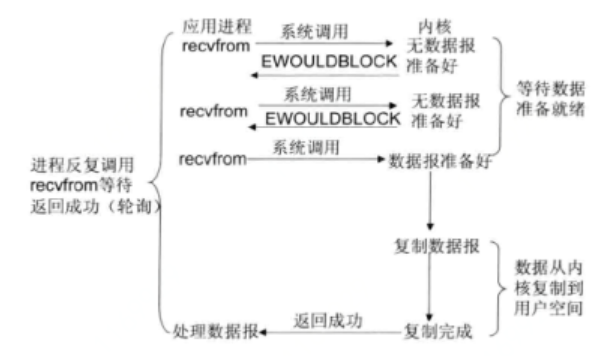 应用进程 系统调用 内核
recvfrom 无数据报
EWOULDBLOCK 准备好
等待数据
准备就绪
系统调用 无数据报
recvfrom EWOULDBLOCK 准备好
系统调用
recvfrom 数据报准备好
进程反复调用
recvfrom等待
返回成功（轮询）
复制数据报
数据从内
核复制到
用户空间
返回成功
处理数据报 复制完成